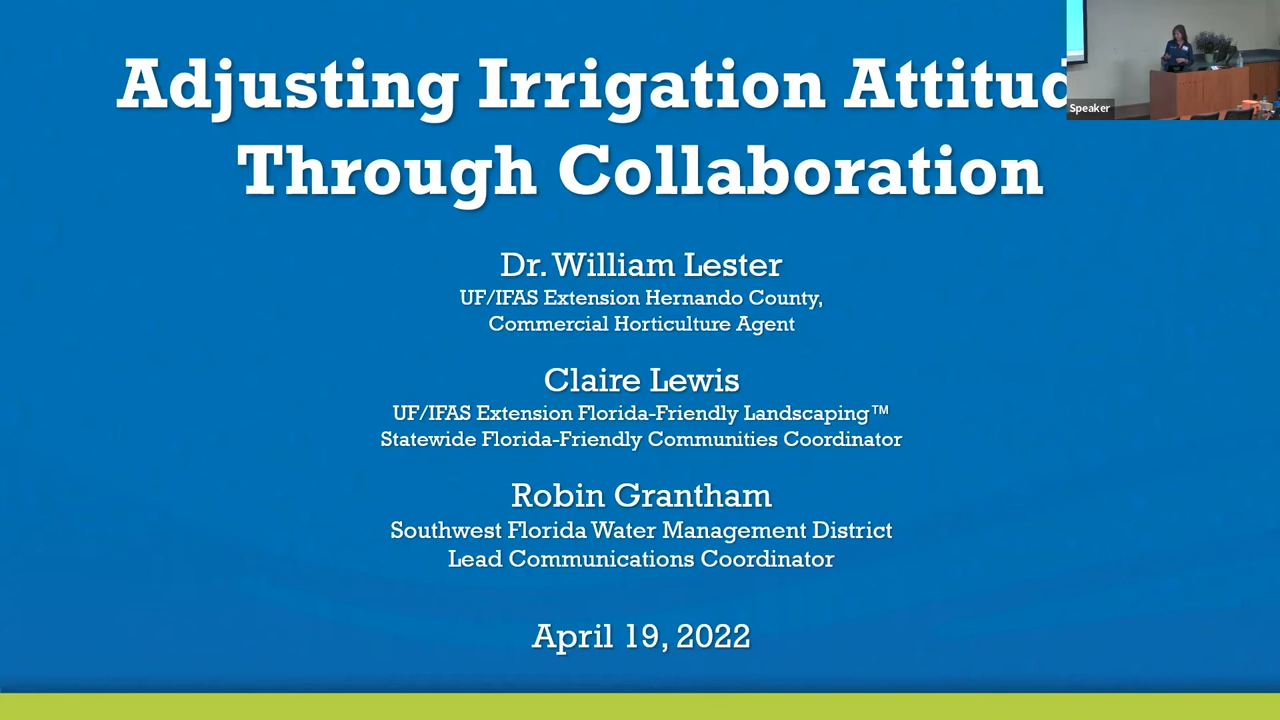 Adjusting Irrigation Attitud
Through Collaboration
Speaker
Dr. William Lester
UF/IFAS Extension Hernando County,
Commercial Horticulture Agent
Claire Lewis
UF/IFAS Extension Florida-Friendly Landscaping™
Statewide Florida-Friendly Communities Coordinator
Robin Grantham
Southwest Florida Water Management District
Lead Communications Coordinator
April 19, 2022